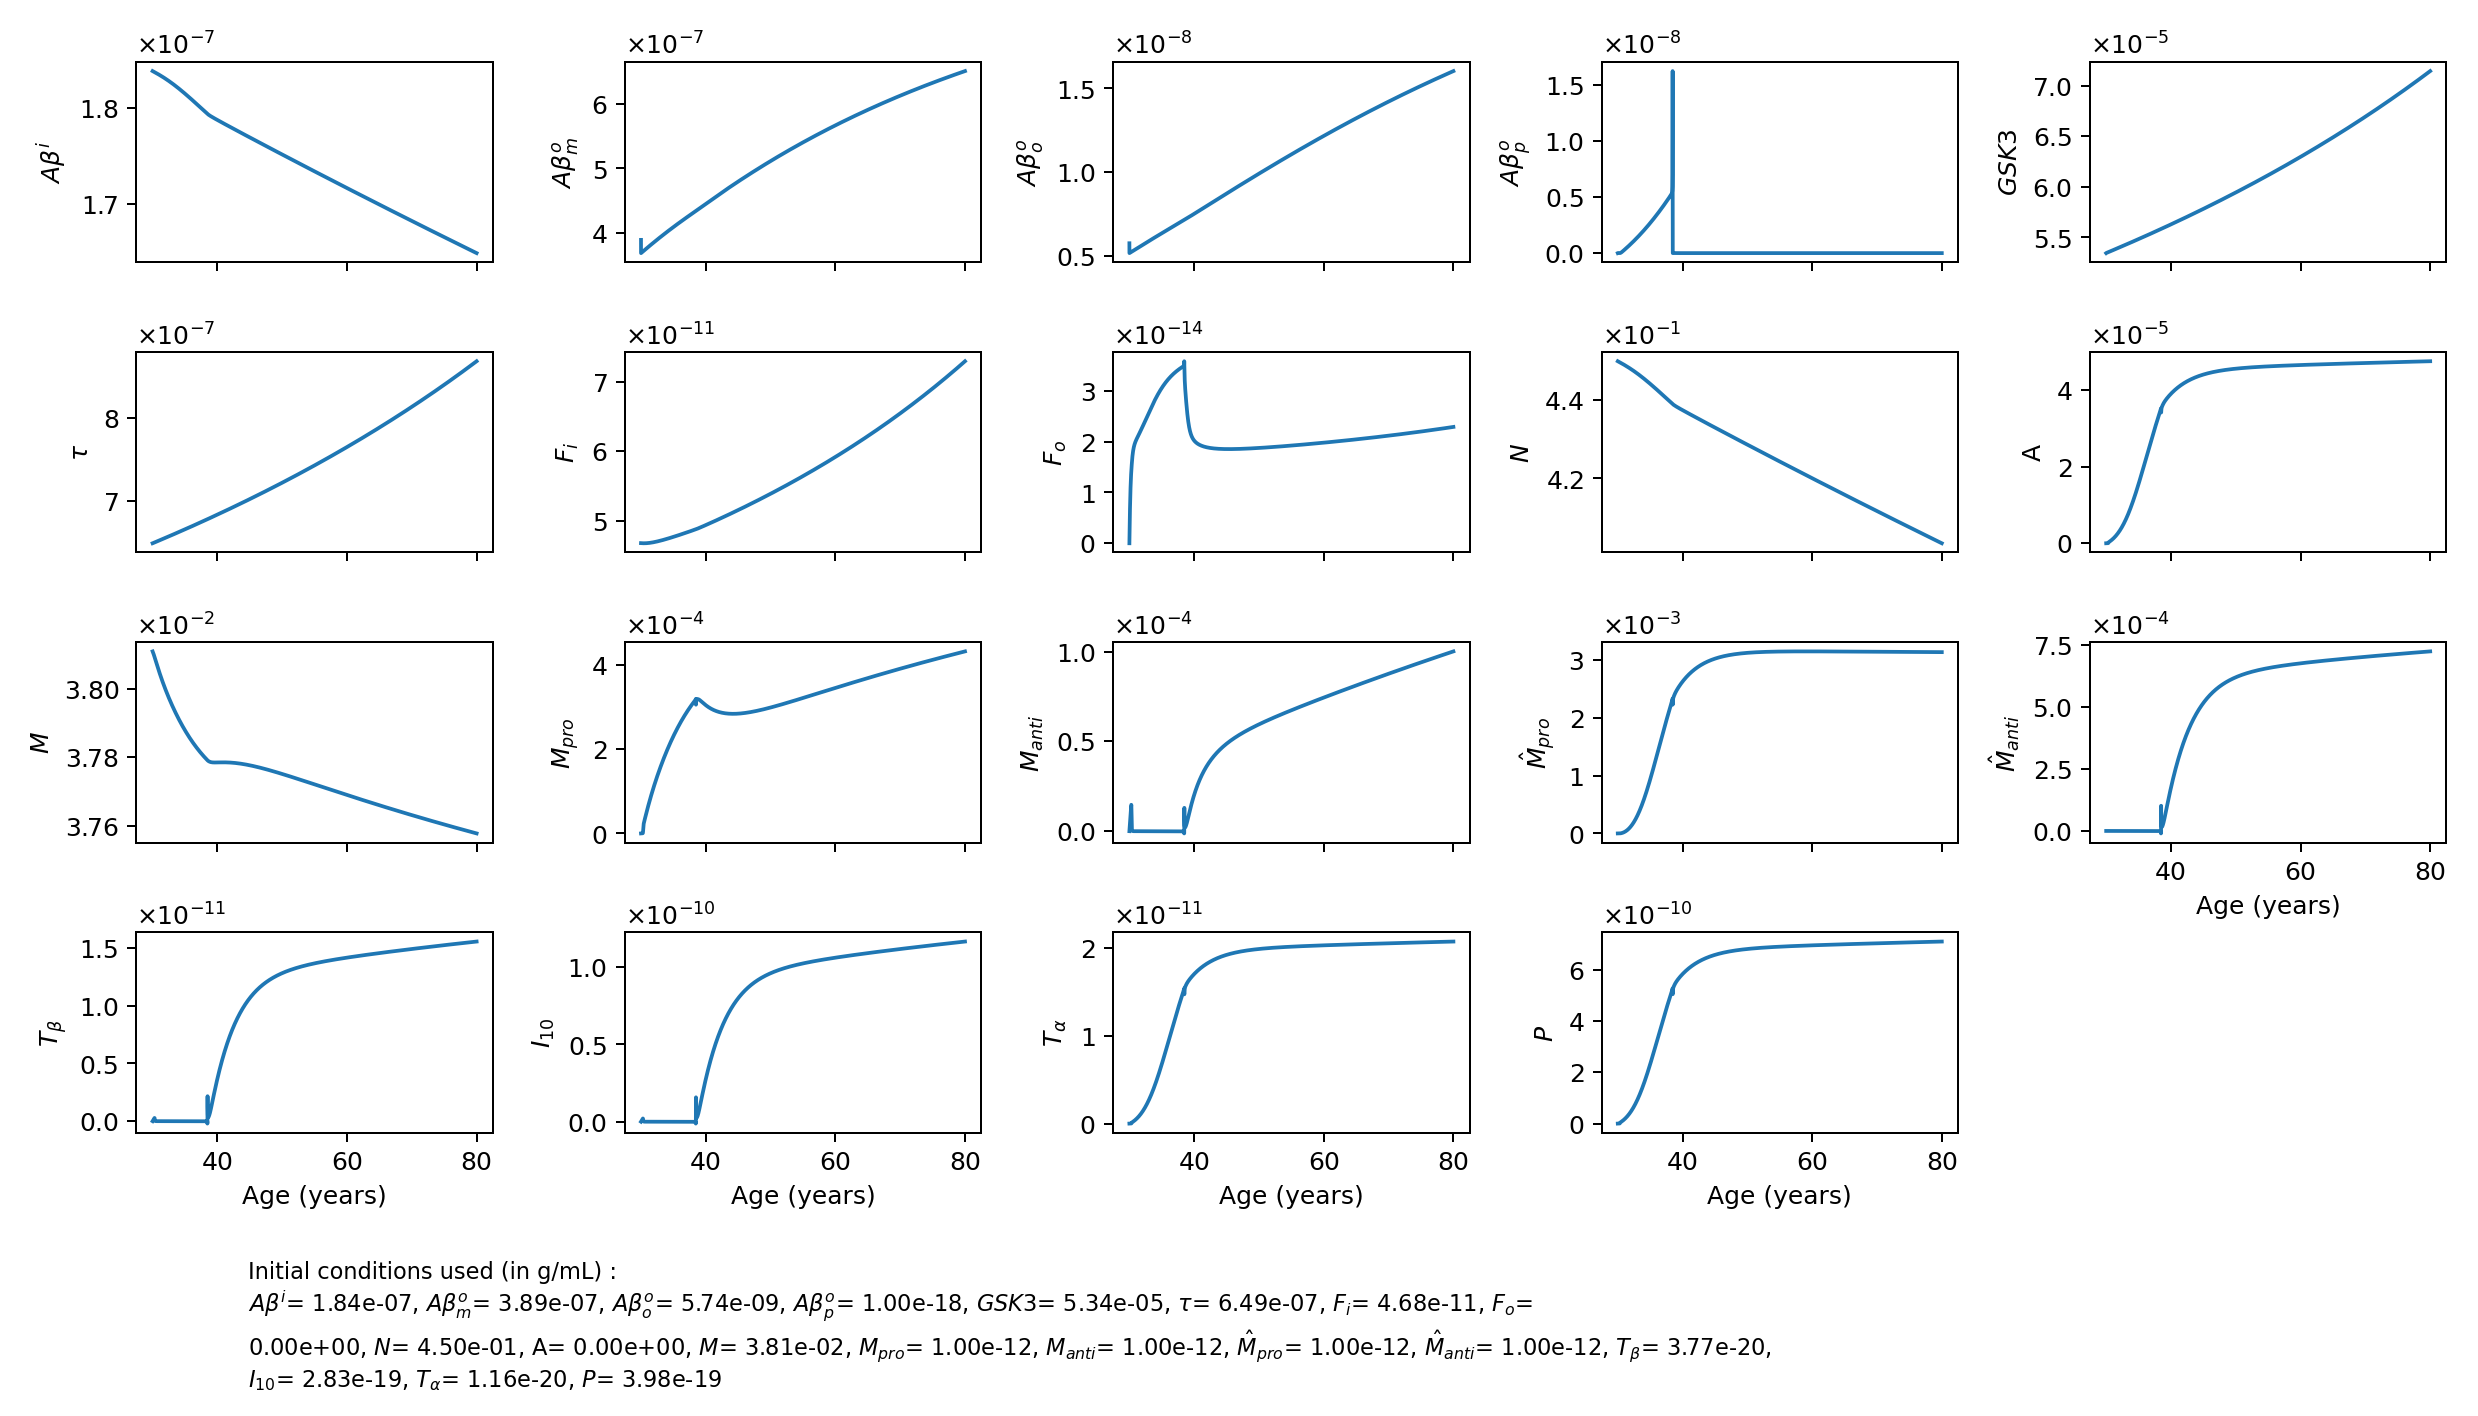 ×10⁻⁷ ×10⁻⁷ ×10⁻⁸ ×10⁻⁸ ×10⁻⁵
Aβⁱ 1.8 1.7
Aβₘᵒ 6 5 4
Aβₒᵒ 1.5 1.0 0.5
Aβₚᵒ 1.5 1.0 0.5 0.0
GSK3 7.0 6.5 6.0 5.5
×10⁻⁷ ×10⁻¹¹ ×10⁻¹⁴ ×10⁻¹ ×10⁻⁵
τ 8 7
Fᵢ 7 6 5
Fₒ 3 2 1 0
N 4.4 4.2
A 4 2 0
×10⁻² ×10⁻⁴ ×10⁻⁴ ×10⁻³ ×10⁻⁴
M 3.80 3.78 3.76
M_pro 4 2 0
M_anti 1.0 0.5 0.0
M̂_pro 3 2 1 0
M̂_anti 7.5 5.0 2.5 0.0
40 60 80
Age (years)
×10⁻¹¹ ×10⁻¹⁰ ×10⁻¹¹ ×10⁻¹⁰
T_β 1.5 1.0 0.5 0.0
I₁₀ 1.0 0.5 0.0
T_α 2 1 0
P 6 4 2 0
40 60 80 40 60 80 40 60 80 40 60 80
Age (years) Age (years) Age (years) Age (years)
Initial conditions used (in g/mL) :
Aβⁱ= 1.84e-07, Aβₘᵒ= 3.89e-07, Aβₒᵒ= 5.74e-09, Aβₚᵒ= 1.00e-18, GSK3= 5.34e-05, τ= 6.49e-07, Fᵢ= 4.68e-11, Fₒ=
0.00e+00, N= 4.50e-01, A= 0.00e+00, M= 3.81e-02, M_pro= 1.00e-12, M_anti= 1.00e-12, M̂_pro= 1.00e-12, M̂_anti= 1.00e-12, T_β= 3.77e-20,
I₁₀= 2.83e-19, T_α= 1.16e-20, P= 3.98e-19